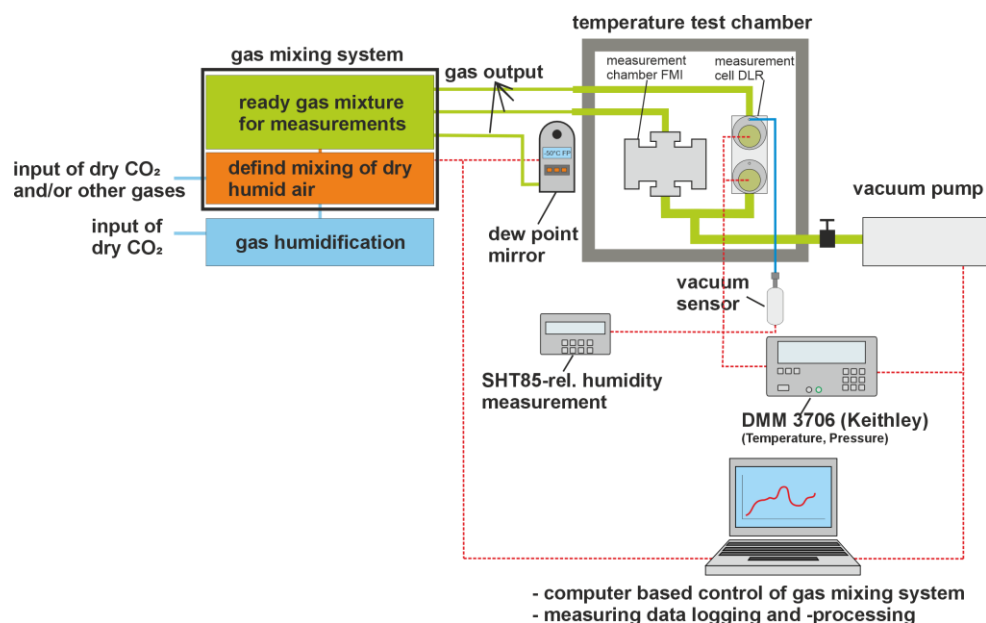 temperature test chamber
gas mixing system
gas output
measurement
chamber FMI
measurement
cell DLR
ready gas mixture
for measurements
-50°C FP
input of dry CO₂
and/or other gases
defind mixing of dry
humid air
vacuum pump
input of
dry CO₂
gas humidification
dew point
mirror
vacuum
sensor
SHT85-rel. humidity
measurement
DMM 3706 (Keithley)
(Temperature, Pressure)
- computer based control of gas mixing system
- measuring data logging and -processing